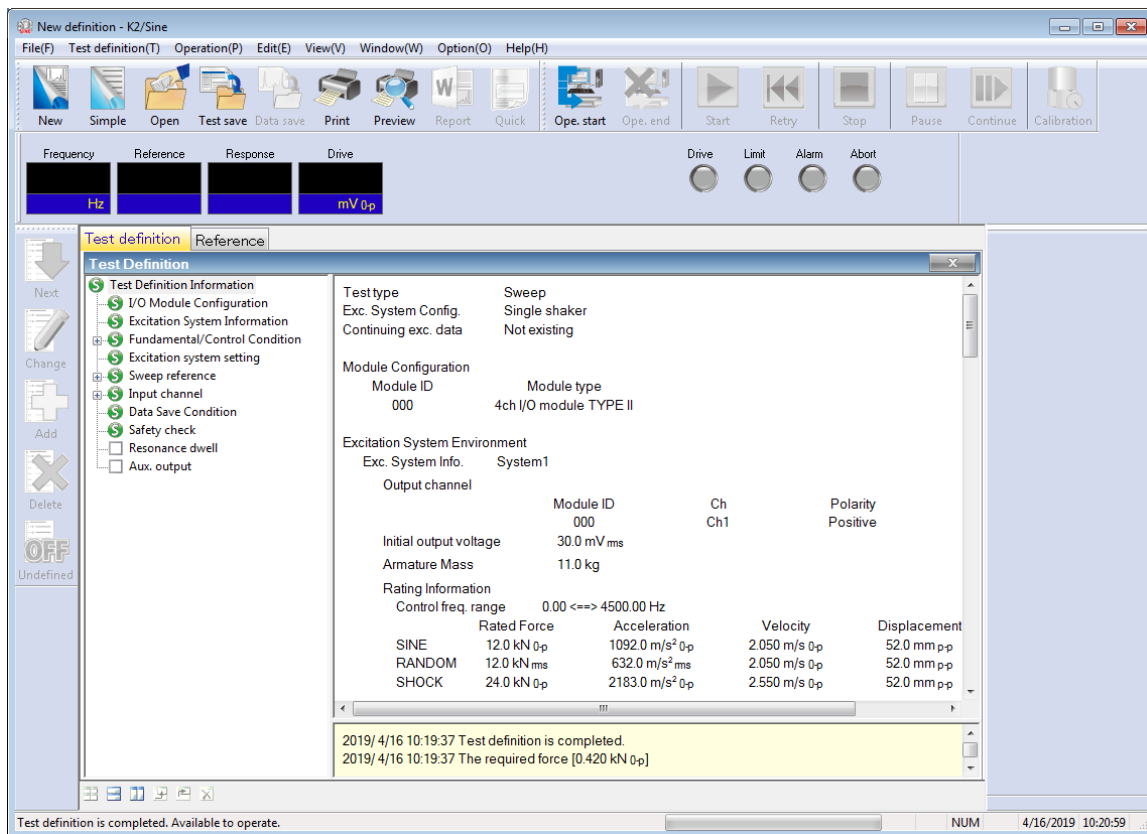 New definition - K2/Sine
File(F) Test definition(T) Operation(P) Edit(E) View(V) Window(W) Option(O) Help(H)
New Simple Open Test save Data save Print Preview Report Quick Ope. start Ope. end Start Retry Stop Pause Continue Calibration
Frequency Reference Response Drive Drive Limit Alarm Abort
Hz mV 0-p
Next
Change
Add
Delete
OFF
Undefined
Test definition Reference
Test Definition
Test Definition Information
I/O Module Configuration
Excitation System Information
Fundamental/Control Condition
Excitation system setting
Sweep reference
Input channel
Data Save Condition
Safety check
Resonance dwell
Aux. output
Test type Sweep
Exc. System Config. Single shaker
Continuing exc. data Not existing
Module Configuration
Module ID Module type
000 4ch I/O module TYPE II
Excitation System Environment
Exc. System Info. System1
Output channel
Module ID Ch Polarity
000 Ch1 Positive
Initial output voltage 30.0 mV rms
Armature Mass 11.0 kg
Rating Information
Control freq. range 0.00 <==> 4500.00 Hz
Rated Force Acceleration Velocity Displacement
SINE 12.0 kN 0-p 1092.0 m/s² 0-p 2.050 m/s 0-p 52.0 mm p-p
RANDOM 12.0 kN rms 632.0 m/s² rms 2.050 m/s 0-p 52.0 mm p-p
SHOCK 24.0 kN 0-p 2183.0 m/s² 0-p 2.550 m/s 0-p 52.0 mm p-p
2019/ 4/16 10:19:37 Test definition is completed.
2019/ 4/16 10:19:37 The required force [0.420 kN 0-p]
Test definition is completed. Available to operate. NUM 4/16/2019 10:20:59